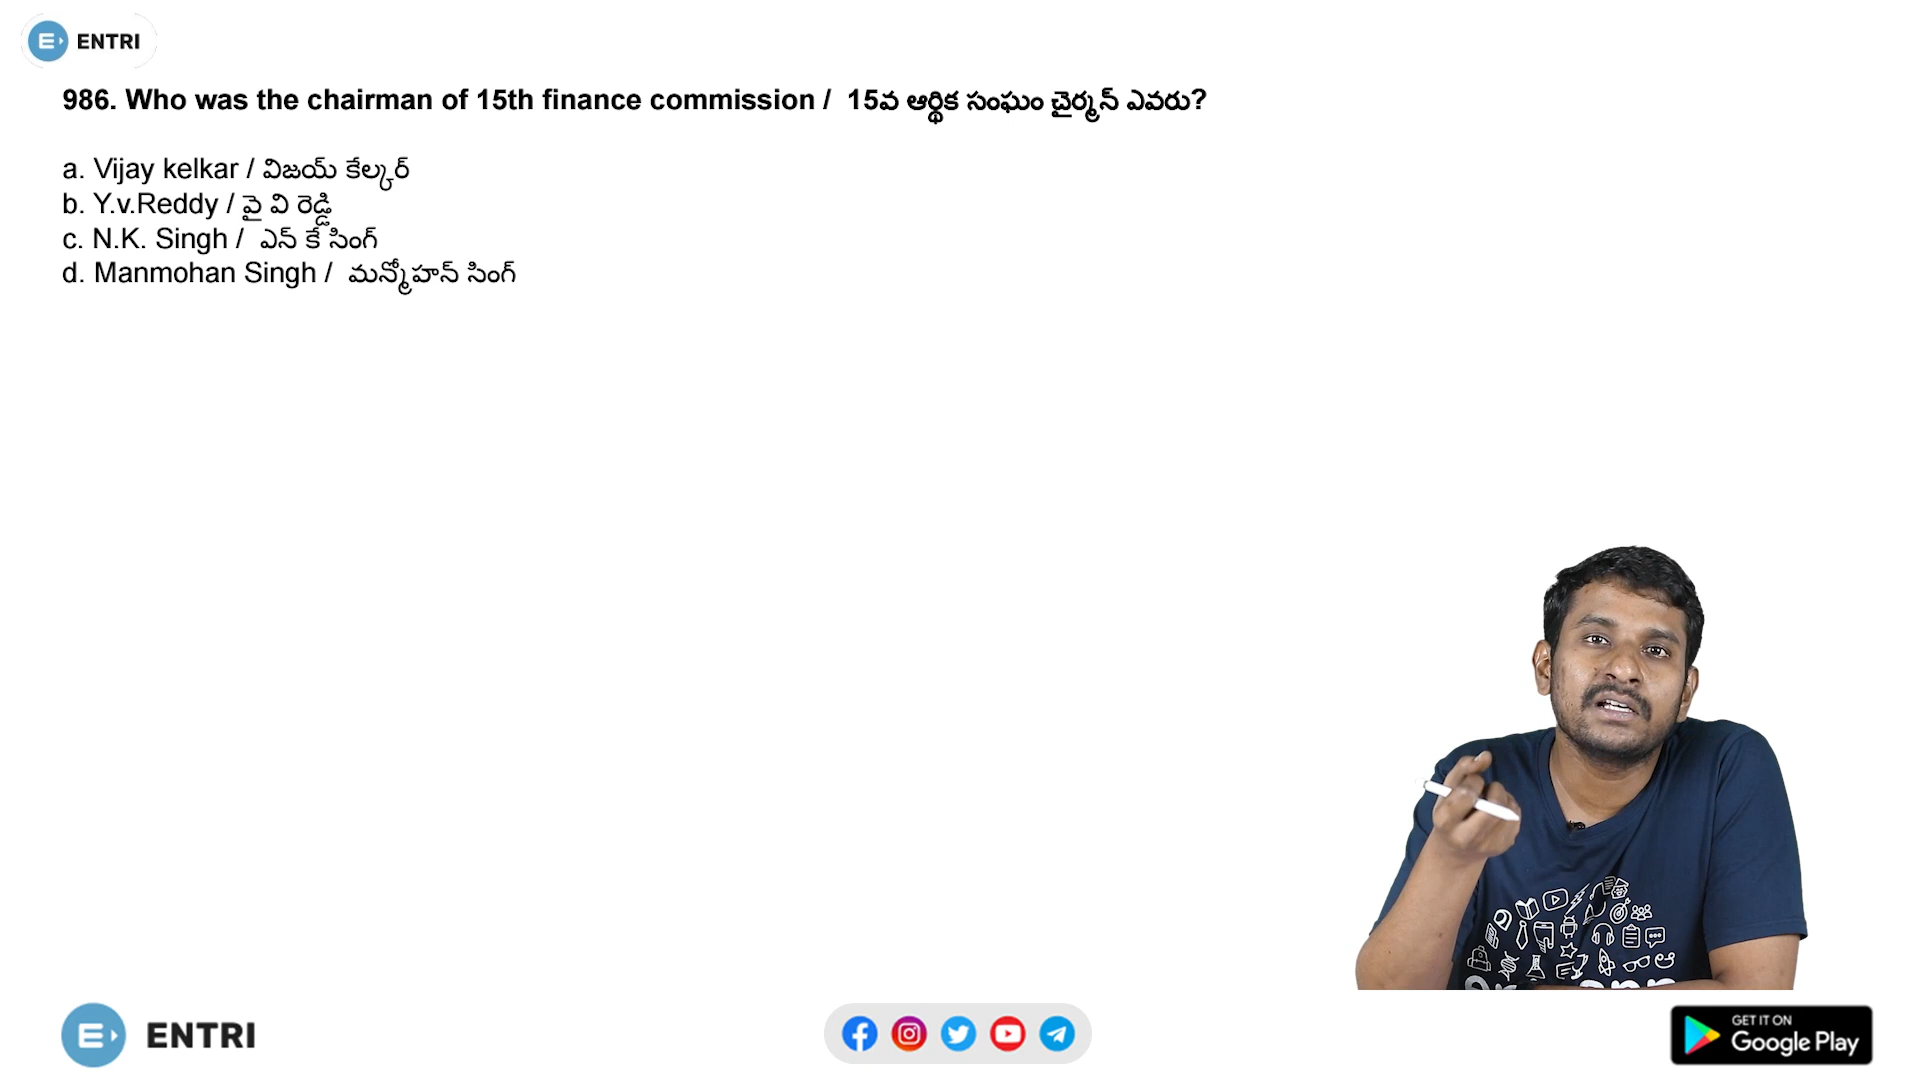 ENTRI
986. Who was the chairman of 15th finance commission /  15వ ఆర్థిక సంఘం చైర్మన్ ఎవరు?
a. Vijay kelkar / విజయ్ కేల్కర్
b. Y.v.Reddy / వై వి రెడ్డి
c. N.K. Singh /  ఎన్ కే సింగ్
d. Manmohan Singh /  మన్మోహన్ సింగ్
ENTRI
GET IT ON
Google Play